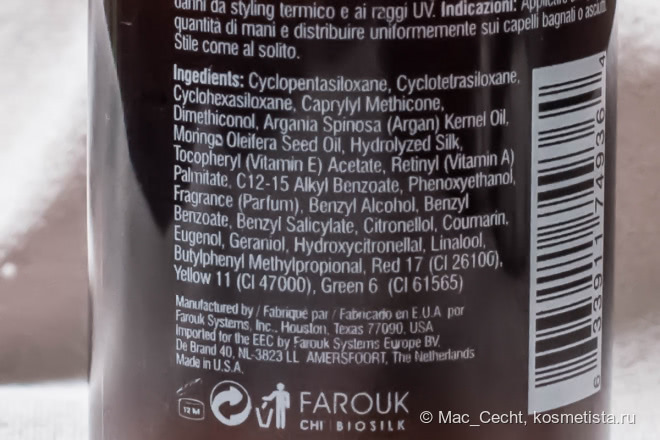 danni da styling termico e ai raggi UV. Indicazioni: Applicare
quantità di mani e distribuire uniformemente sui capelli bagnati o asciutti.
Stile come al solito.
Ingedients: Cyclopentasiloxane, Cyclotetrasiloxane,
Cyclohexasiloxane, Caprylyl Methicone,
Dimethiconol, Argania Spinosa (Argan) Kernel Oil,
Moringa Oleifera Seed Oil, Hydrolyzed Silk,
Tocopheryl (Vitamin E) Acetate, Retinyl (Vitamin A)
Palmitate, C12-15 Alkyl Benzoate, Phenoxyethanol,
Fragrance (Parfum), Benzyl Alcohol, Benzyl
Benzoate, Benzyl Salicylate, Citronellol, Coumarin,
Eugenol, Geraniol, Hydroxycitronellal, Linalool,
Butylphenyl Methylpropional, Red 17 (CI 26100),
Yellow 11 (CI 47000), Green 6 (CI 61565)
Manufactured by / Fabriqué par / Fabricado en E.U.A por
Farouk Systems, Inc., Houston, Texas 77090, USA
Imported for the EEC by Farouk Systems Europe BV.
De Brand 40, NL-3823 LL AMERSFOORT, The Netherlands
Made in U.S.A.
12 M
FAROUK
CHI | BIOSILK
6 33911 74936 4
© Mac_Cecht, kosmetista.ru